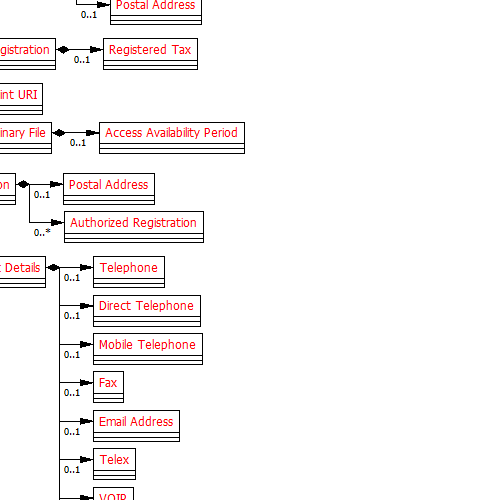 Postal Address
0..1
gistration
Registered Tax
0..1
int URI
inary File
Access Availability Period
0..1
on
Postal Address
0..1
Authorized Registration
0..*
Details
Telephone
0..1
Direct Telephone
0..1
Mobile Telephone
0..1
Fax
0..1
Email Address
0..1
Telex
0..1
VOIP